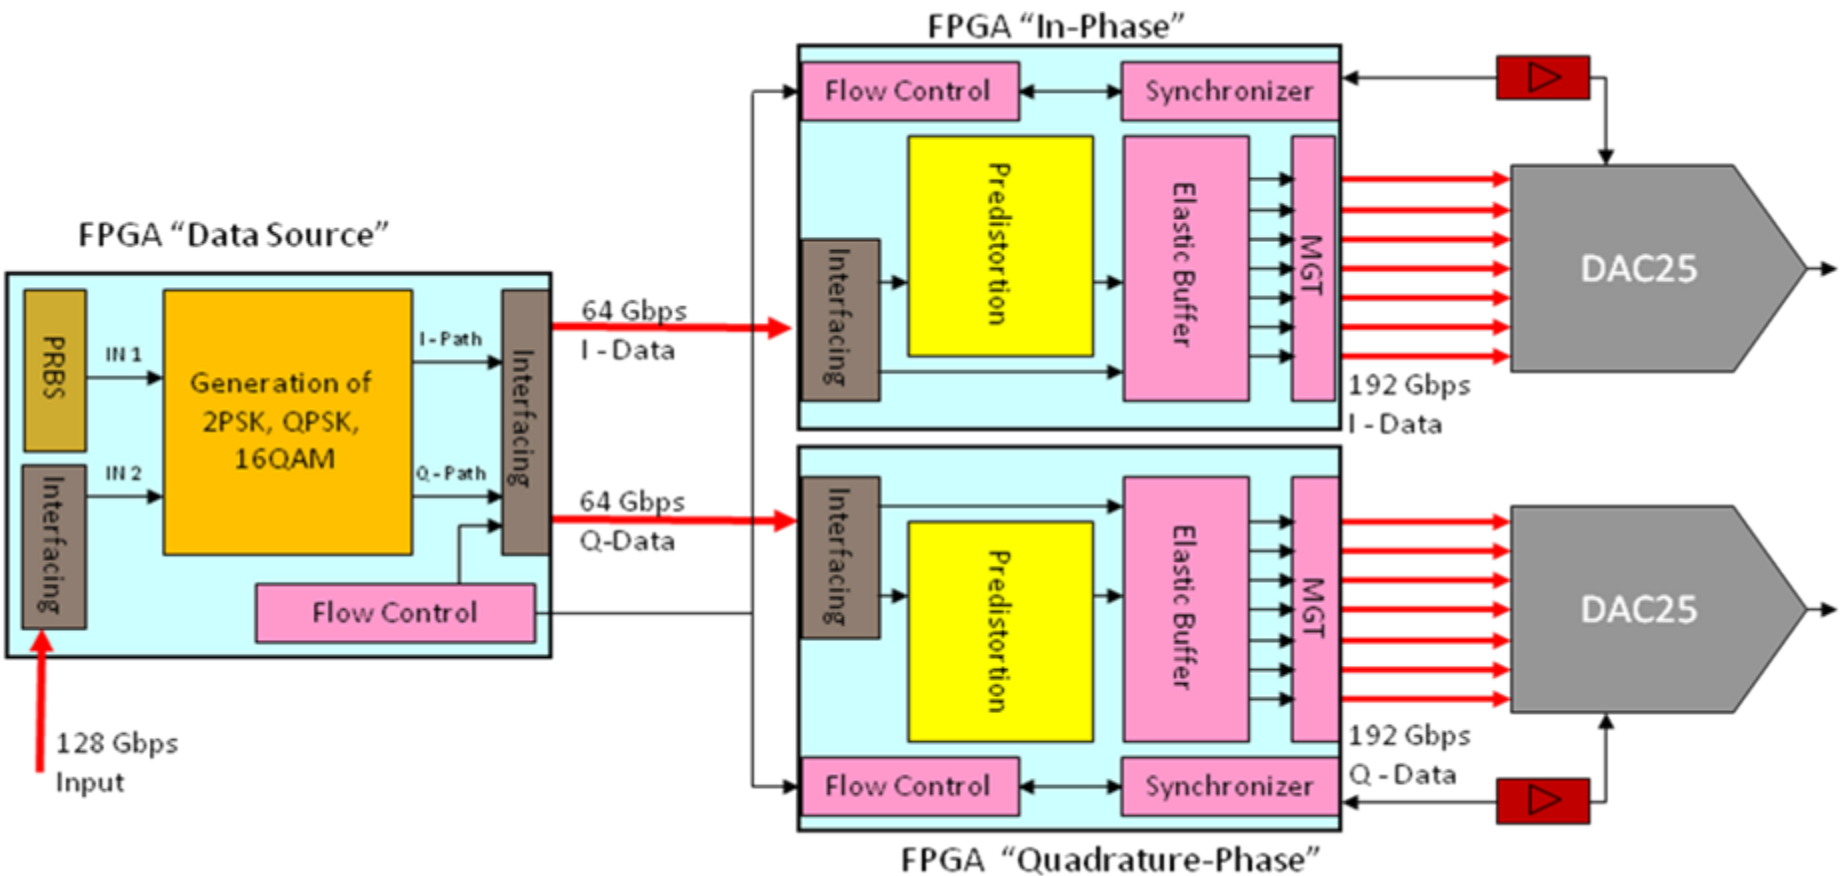 FPGA “In-Phase”
Flow Control
Synchronizer
Predistortion
Elastic Buffer
MGT
Interfacing
DAC25
192 Gbps
I - Data
FPGA “Data Source”
PRBS
IN 1
Generation of
2PSK, QPSK,
16QAM
I - Path
Interfacing
IN 2
Q - Path
Interfacing
Flow Control
128 Gbps
Input
64 Gbps
I - Data
64 Gbps
Q-Data
Interfacing
Predistortion
Elastic Buffer
MGT
DAC25
192 Gbps
Q - Data
Flow Control
Synchronizer
FPGA “Quadrature-Phase”